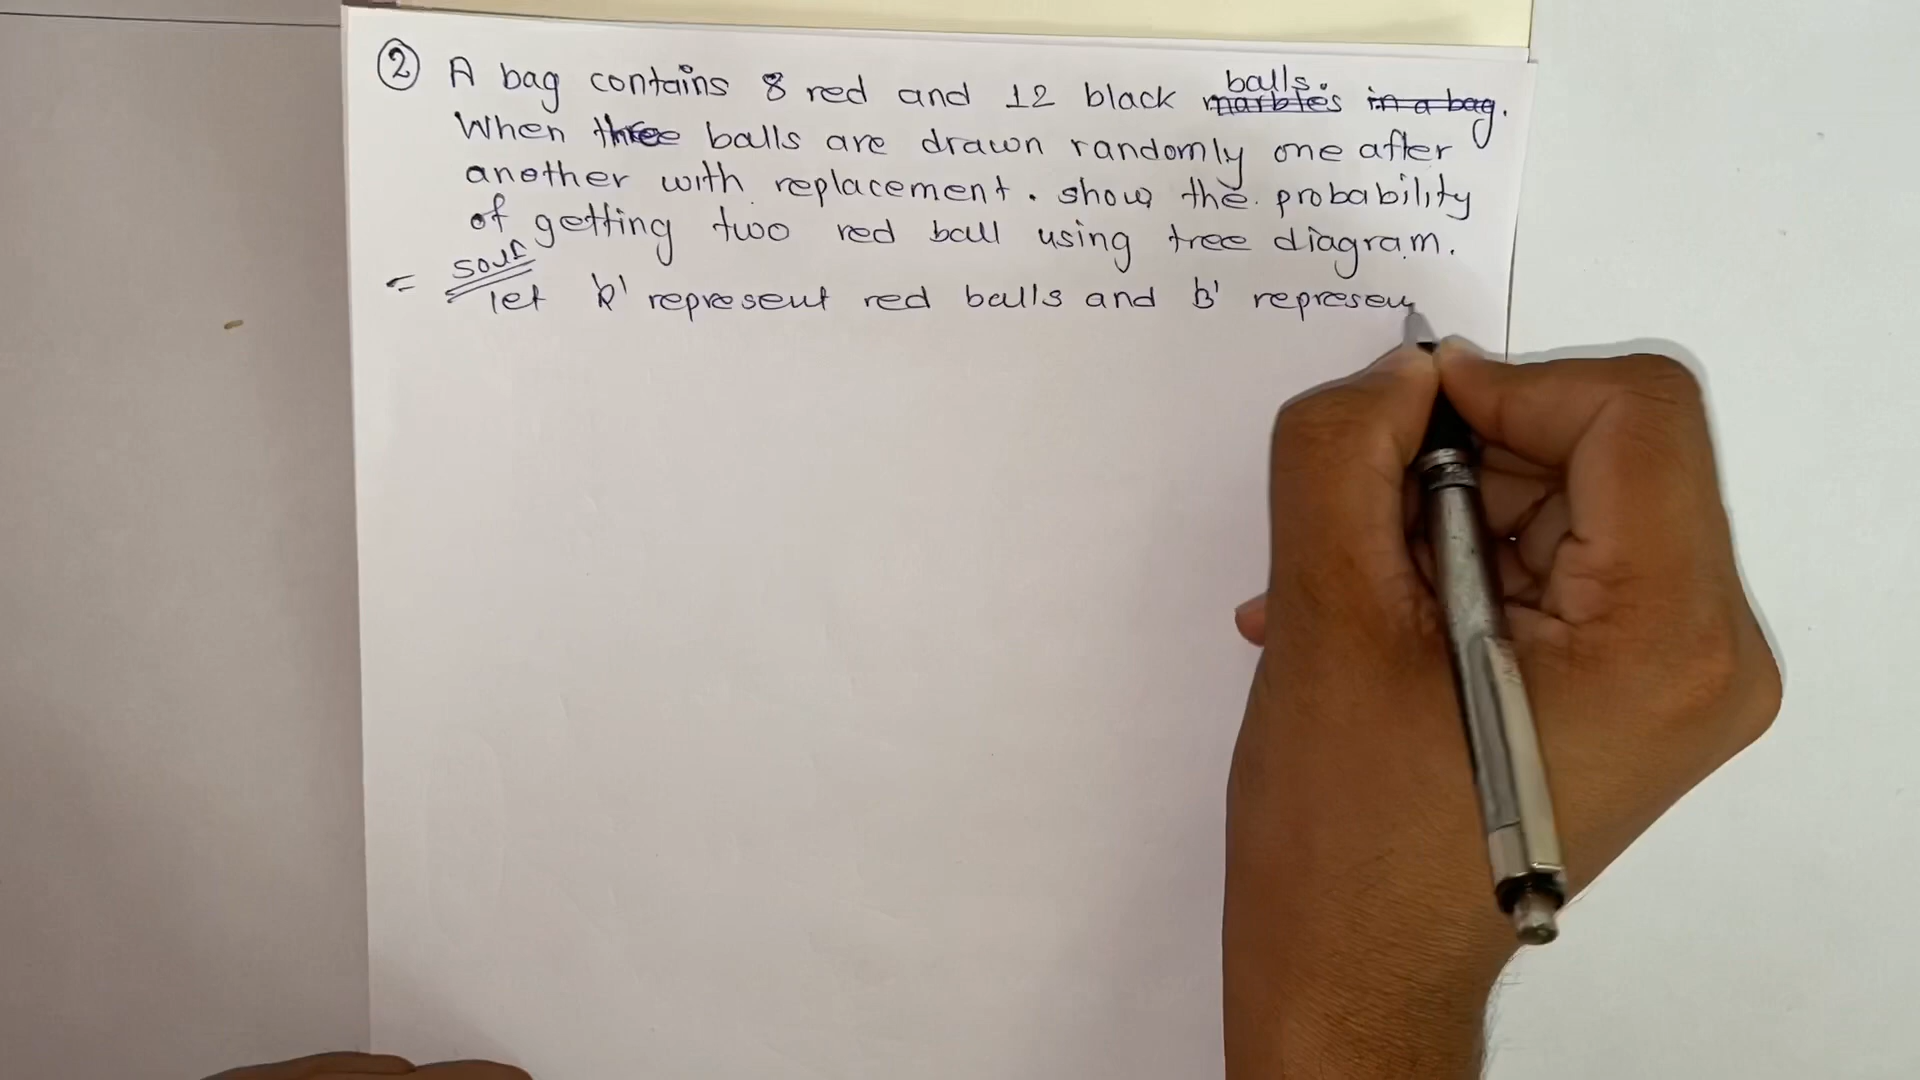 ② A bag contains 8 red and 12 black balls.
marbles in a bag.
When three balls are drawn randomly one after
another with replacement. show the probability
of getting two red ball using tree diagram.
= soln
let 'R' represent red balls and 'B' represen